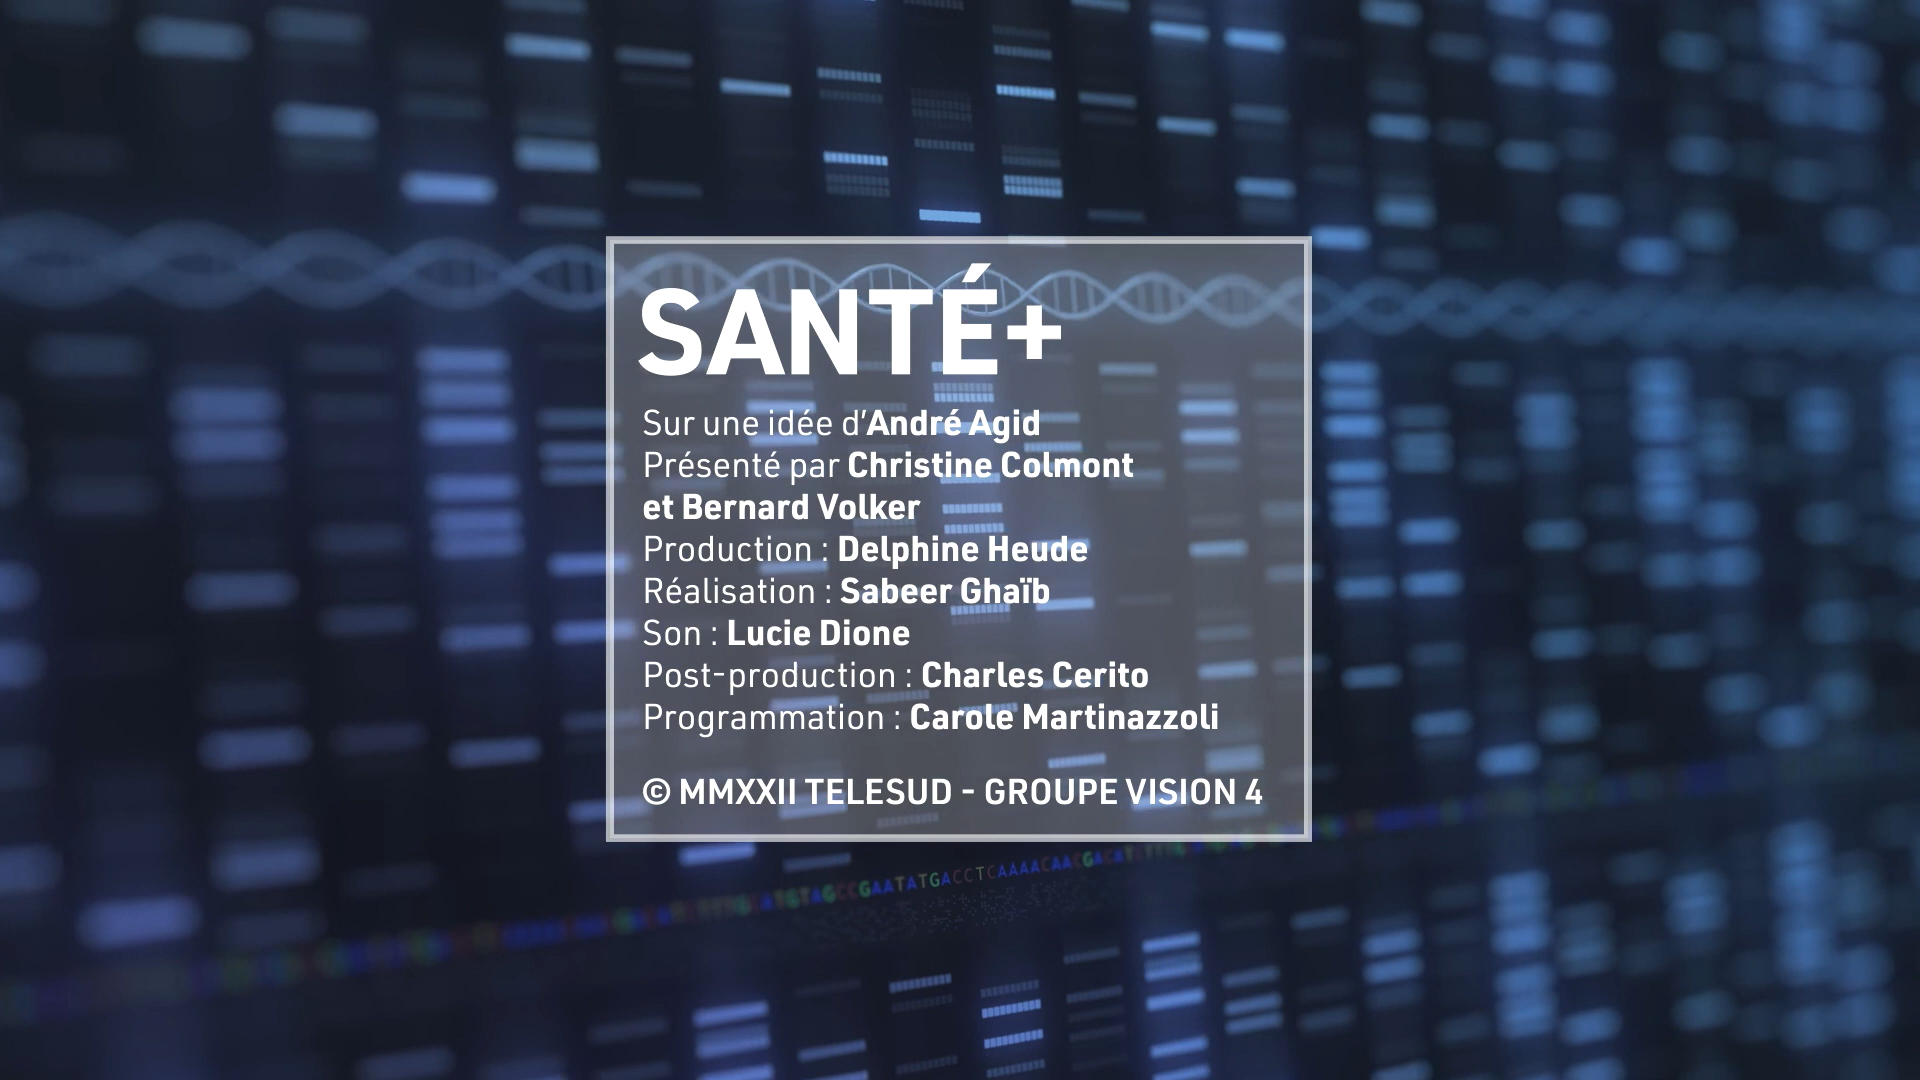 SANTÉ+
Sur une idée d'André Agid
Présenté par Christine Colmont
et Bernard Volker
Production : Delphine Heude
Réalisation : Sabeer Ghaïb
Son : Lucie Dione
Post-production : Charles Cerito
Programmation : Carole Martinazzoli
© MMXXII TELESUD - GROUPE VISION 4
GTAGCCGAATATGACCTCAAAACAACGACA